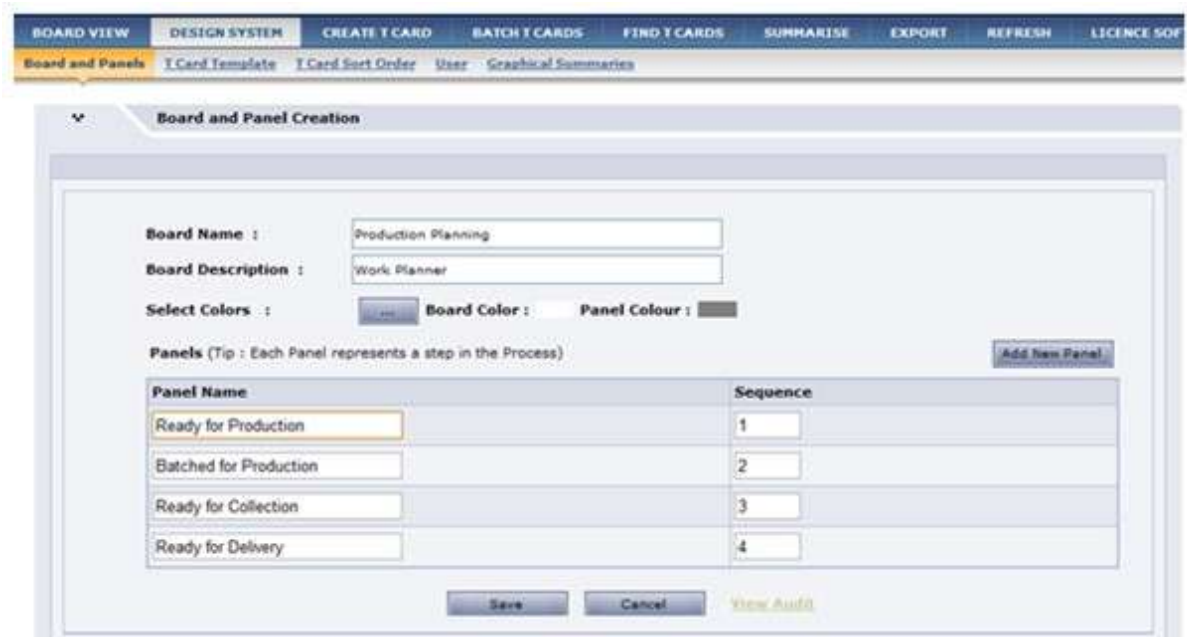 BOARD VIEW DESIGN SYSTEM CREATE T CARD BATCH T CARDS FIND T CARDS SUMMARISE EXPORT REFRESH LICENCE SOF
Board and Panels T Card Template T Card Sort Order User Graphical Summaries
Board and Panel Creation
Board Name : Production Planning
Board Description : Work Planner
Select Colors : ... Board Color : Panel Colour :
Panels (Tip : Each Panel represents a step in the Process) Add New Panel
Panel Name Sequence
Ready for Production 1
Batched for Production 2
Ready for Collection 3
Ready for Delivery 4
Save Cancel View Audit